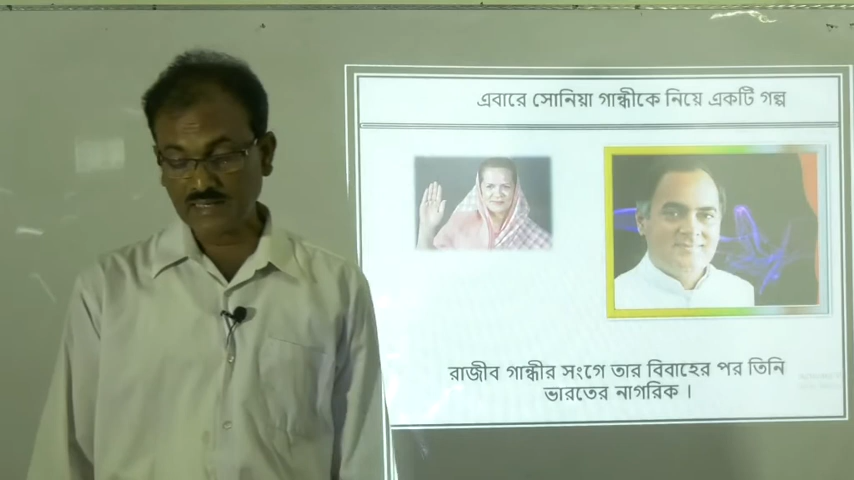 এবারে সোনিয়া গান্ধীকে নিয়ে একটি গল্প
রাজীব গান্ধীর সংগে তার বিবাহের পর তিনি
ভারতের নাগরিক ।